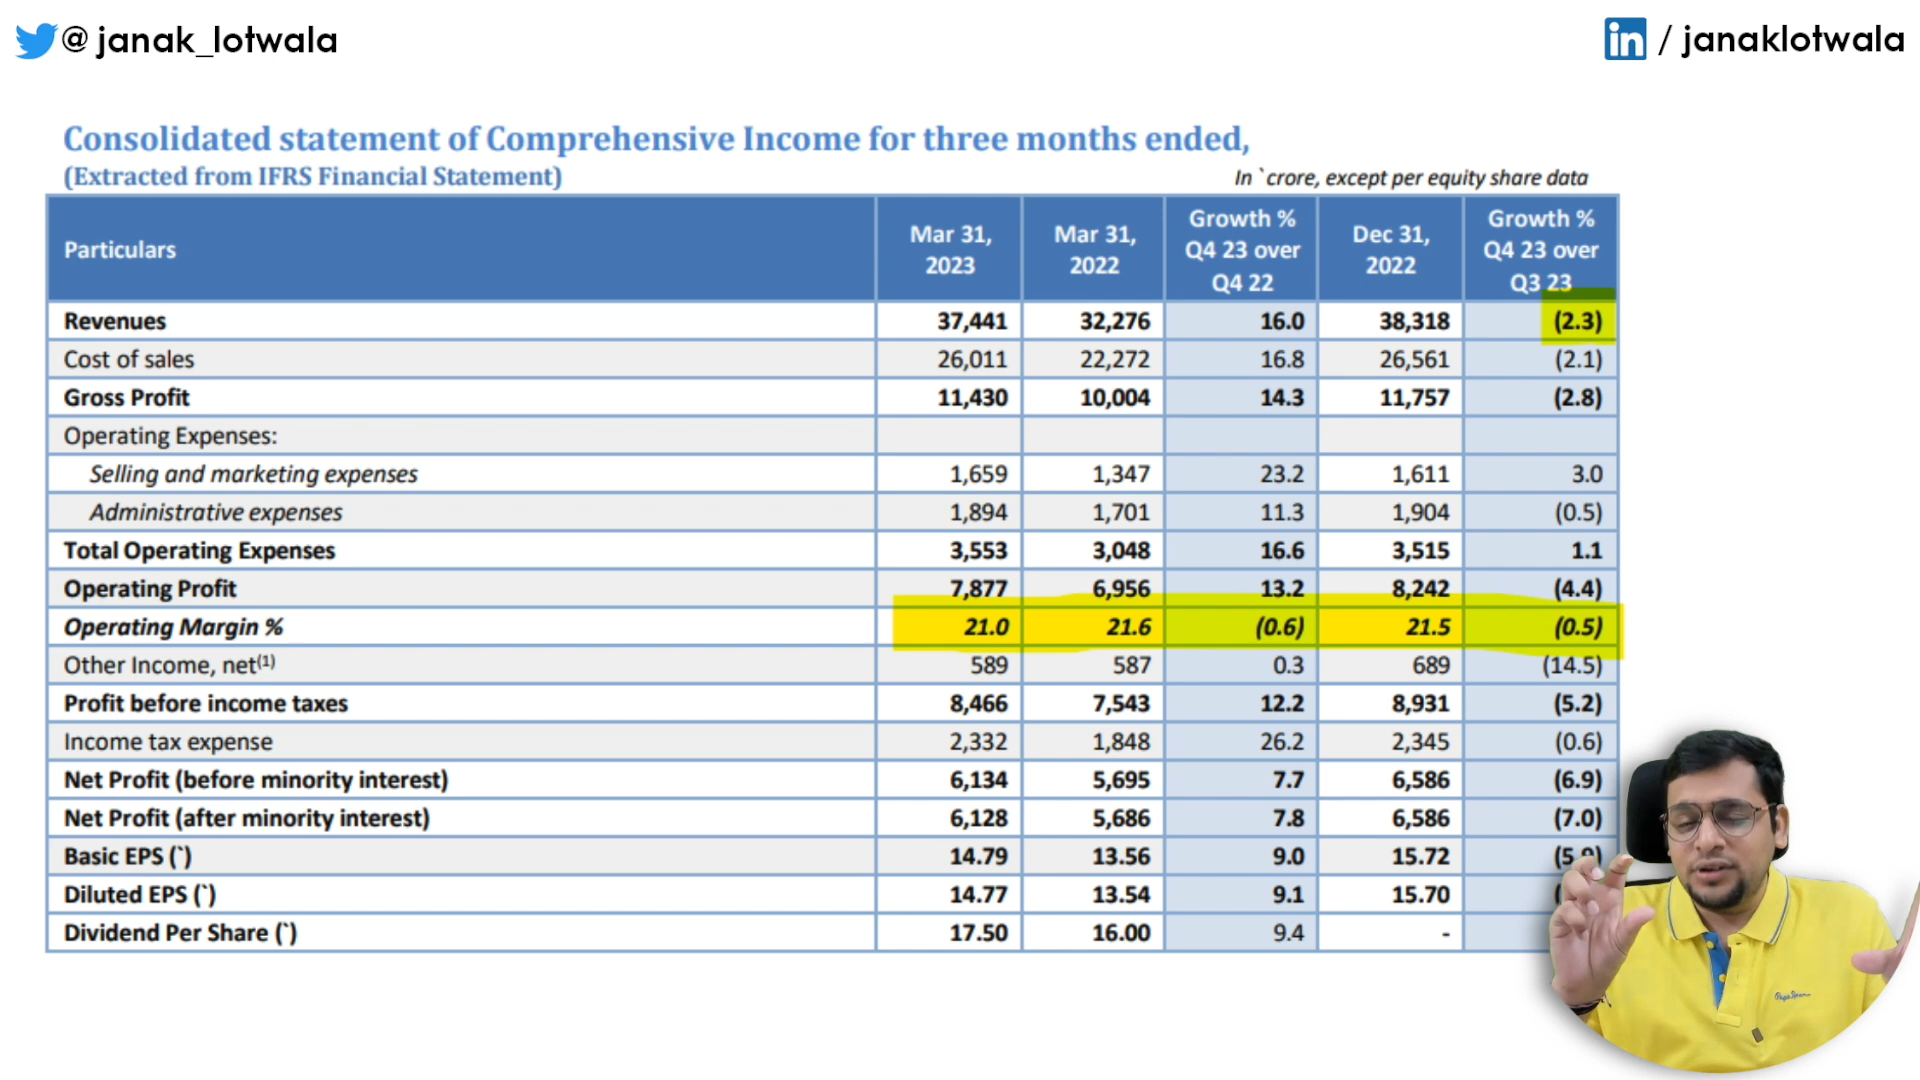 @ janak_lotwala
in / janaklotwala
Consolidated statement of Comprehensive Income for three months ended,
(Extracted from IFRS Financial Statement)
In `crore, except per equity share data
Particulars Mar 31, 2023 Mar 31, 2022 Growth % Q4 23 over Q4 22 Dec 31, 2022 Growth % Q4 23 over Q3 23
Revenues 37,441 32,276 16.0 38,318 (2.3)
Cost of sales 26,011 22,272 16.8 26,561 (2.1)
Gross Profit 11,430 10,004 14.3 11,757 (2.8)
Operating Expenses:
Selling and marketing expenses 1,659 1,347 23.2 1,611 3.0
Administrative expenses 1,894 1,701 11.3 1,904 (0.5)
Total Operating Expenses 3,553 3,048 16.6 3,515 1.1
Operating Profit 7,877 6,956 13.2 8,242 (4.4)
Operating Margin % 21.0 21.6 (0.6) 21.5 (0.5)
Other Income, net(1) 589 587 0.3 689 (14.5)
Profit before income taxes 8,466 7,543 12.2 8,931 (5.2)
Income tax expense 2,332 1,848 26.2 2,345 (0.6)
Net Profit (before minority interest) 6,134 5,695 7.7 6,586 (6.9)
Net Profit (after minority interest) 6,128 5,686 7.8 6,586 (7.0)
Basic EPS (`) 14.79 13.56 9.0 15.72
Diluted EPS (`) 14.77 13.54 9.1 15.70
Dividend Per Share (`) 17.50 16.00 9.4 -